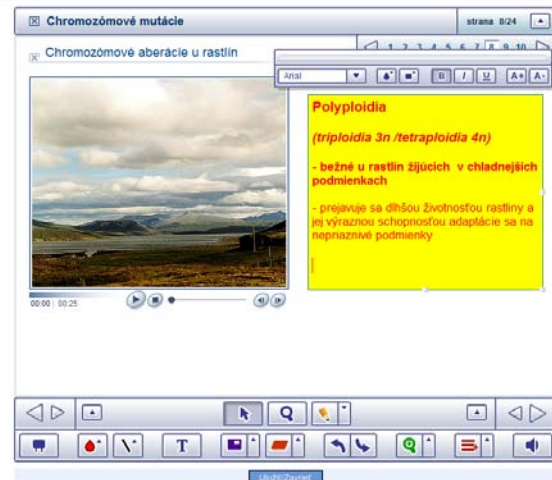 Chromozómové mutácie
strana 8/24
Chromozómové aberácie u rastlín
1 2 3 4 5 6 7 8 9 10
Arial
B I U A+ A-
Polyploidia
(triploidia 3n /tetraploidia 4n)
- bežné u rastlín žijúcich v chladnejších
podmienkach
- prejavuje sa dlhšou životnosťou rastliny a
jej výraznou schopnosťou adaptácie sa na
nepriaznivé podmienky
00:00 | 00:25
T
Uložiť/Zavrieť